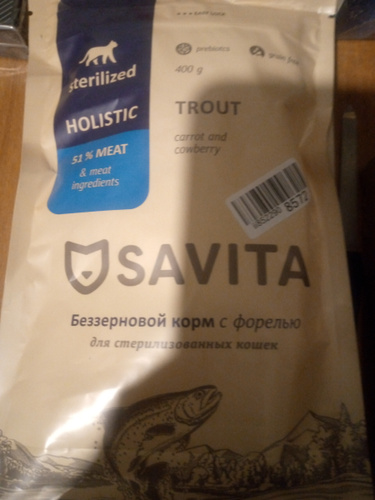 sterilized
HOLISTIC
51 % MEAT
& meat
ingredients
prebiotics
grain free
400 g
TROUT
carrot and
cowberry
8572
SAVITA
Беззерновой корм с форелью
для стерилизованных кошек